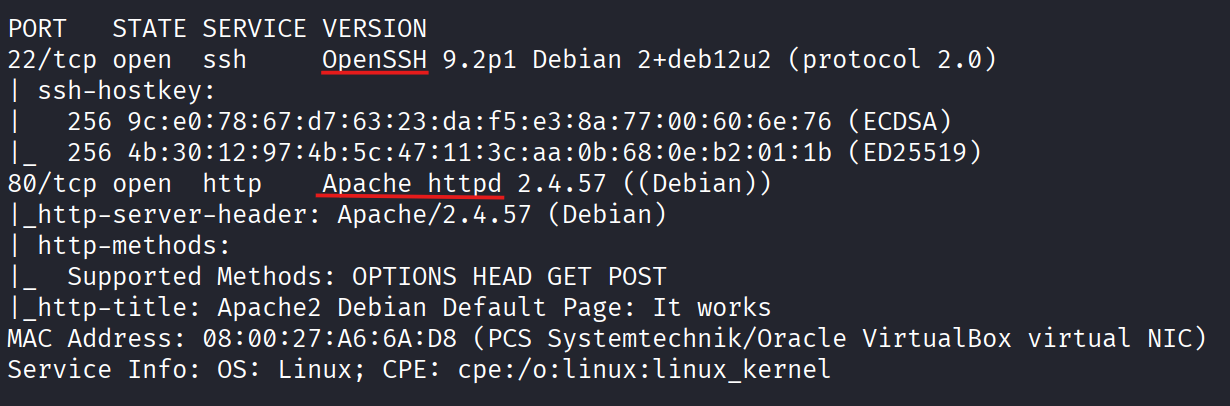 PORT   STATE SERVICE VERSION
22/tcp open  ssh     OpenSSH 9.2p1 Debian 2+deb12u2 (protocol 2.0)
| ssh-hostkey:
|   256 9c:e0:78:67:d7:63:23:da:f5:e3:8a:77:00:60:6e:76 (ECDSA)
|_  256 4b:30:12:97:4b:5c:47:11:3c:aa:0b:68:0e:b2:01:1b (ED25519)
80/tcp open  http    Apache httpd 2.4.57 ((Debian))
|_http-server-header: Apache/2.4.57 (Debian)
| http-methods:
|_  Supported Methods: OPTIONS HEAD GET POST
|_http-title: Apache2 Debian Default Page: It works
MAC Address: 08:00:27:A6:6A:D8 (PCS Systemtechnik/Oracle VirtualBox virtual NIC)
Service Info: OS: Linux; CPE: cpe:/o:linux:linux_kernel